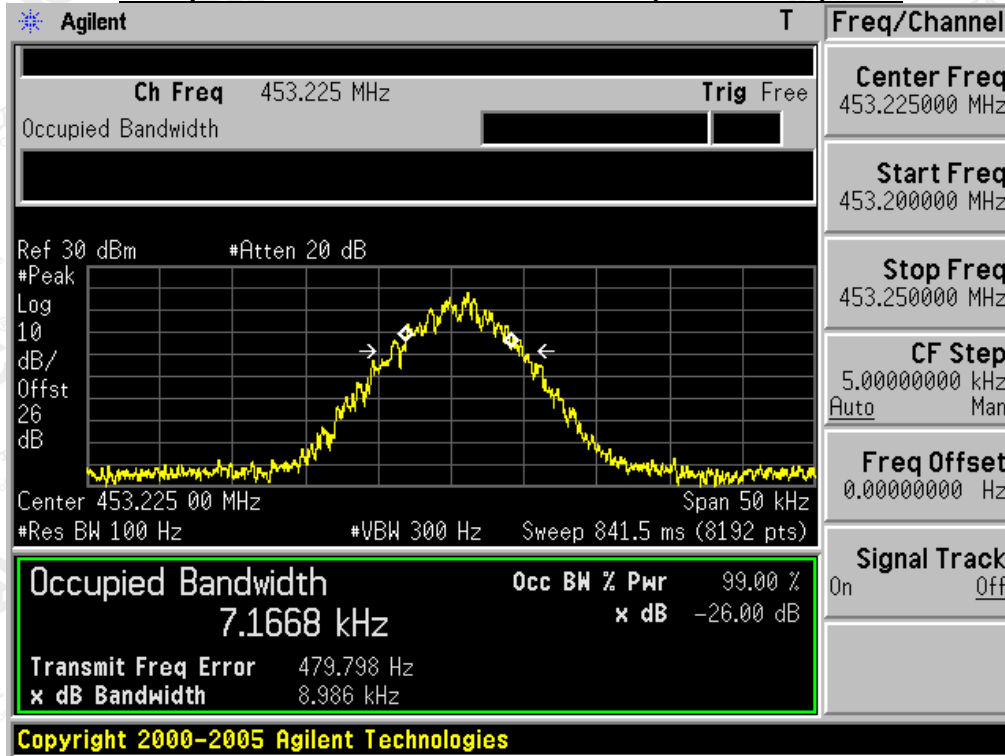 Agilent T
Freq/Channel
Ch Freq 453.225 MHz Trig Free
Occupied Bandwidth
Center Freq
453.225000 MHz
Start Freq
453.200000 MHz
Stop Freq
453.250000 MHz
CF Step
5.00000000 kHz
Auto Man
Freq Offset
0.00000000 Hz
Signal Track
On Off
Ref 30 dBm #Atten 20 dB
#Peak
Log
10
dB/
Offst
26
dB
Center 453.225 00 MHz Span 50 kHz
#Res BW 100 Hz #VBW 300 Hz Sweep 841.5 ms (8192 pts)
Occupied Bandwidth Occ BW % Pwr 99.00 %
7.1668 kHz x dB -26.00 dB
Transmit Freq Error 479.798 Hz
x dB Bandwidth 8.986 kHz
Copyright 2000-2005 Agilent Technologies